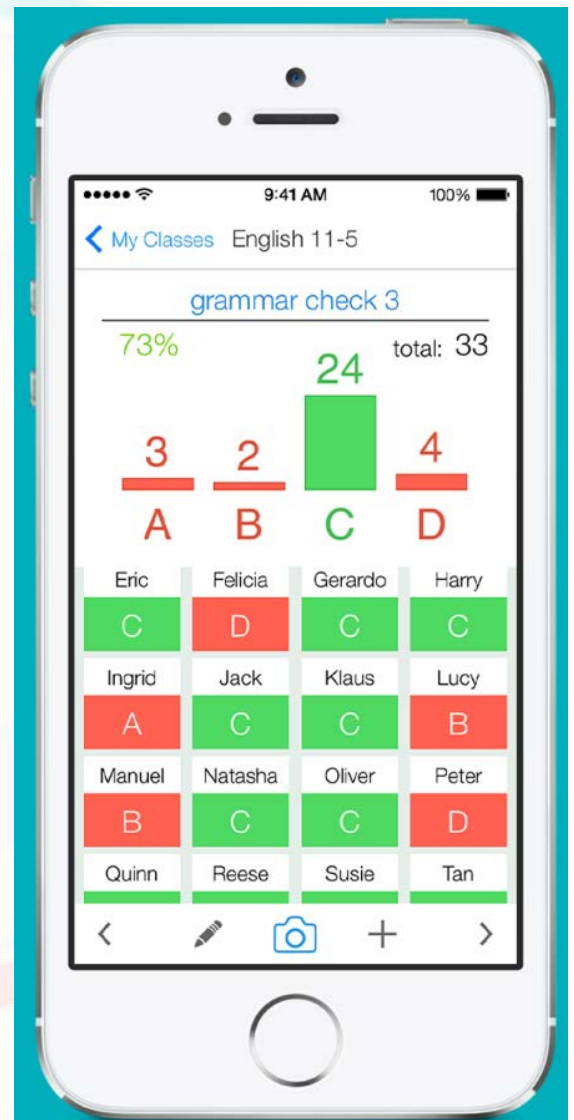 9:41 AM 100%
My Classes English 11-5
grammar check 3
73% total: 33
24
3 2 4
A B C D
Eric Felicia Gerardo Harry
C D C C
Ingrid Jack Klaus Lucy
A C C B
Manuel Natasha Oliver Peter
B C C D
Quinn Reese Susie Tan